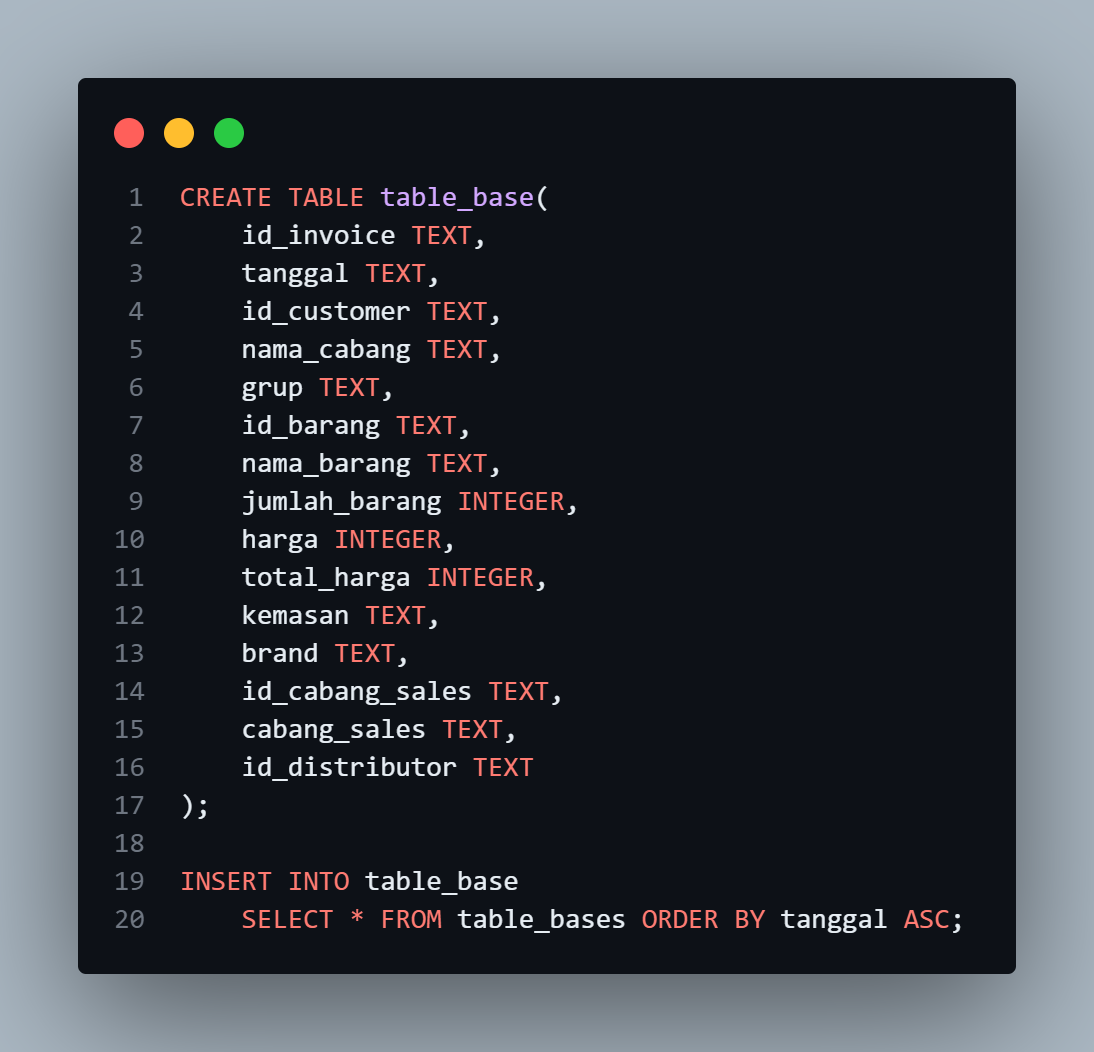 1 CREATE TABLE table_base(
2 id_invoice TEXT,
3 tanggal TEXT,
4 id_customer TEXT,
5 nama_cabang TEXT,
6 grup TEXT,
7 id_barang TEXT,
8 nama_barang TEXT,
9 jumlah_barang INTEGER,
10 harga INTEGER,
11 total_harga INTEGER,
12 kemasan TEXT,
13 brand TEXT,
14 id_cabang_sales TEXT,
15 cabang_sales TEXT,
16 id_distributor TEXT
17 );
18
19 INSERT INTO table_base
20 SELECT * FROM table_bases ORDER BY tanggal ASC;